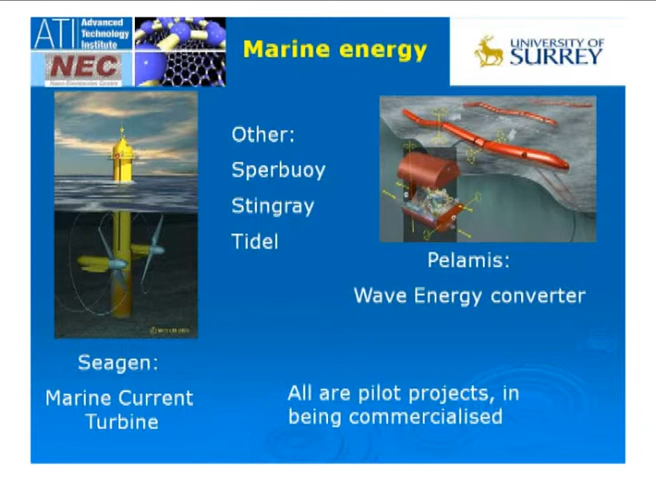 ATI Advanced
Technology
Institute
NEC
Marine energy
UNIVERSITY OF
SURREY
Other:
Sperbuoy
Stingray
Tidel
Pelamis:
Wave Energy converter
Seagen:
Marine Current
Turbine
All are pilot projects, in
being commercialised